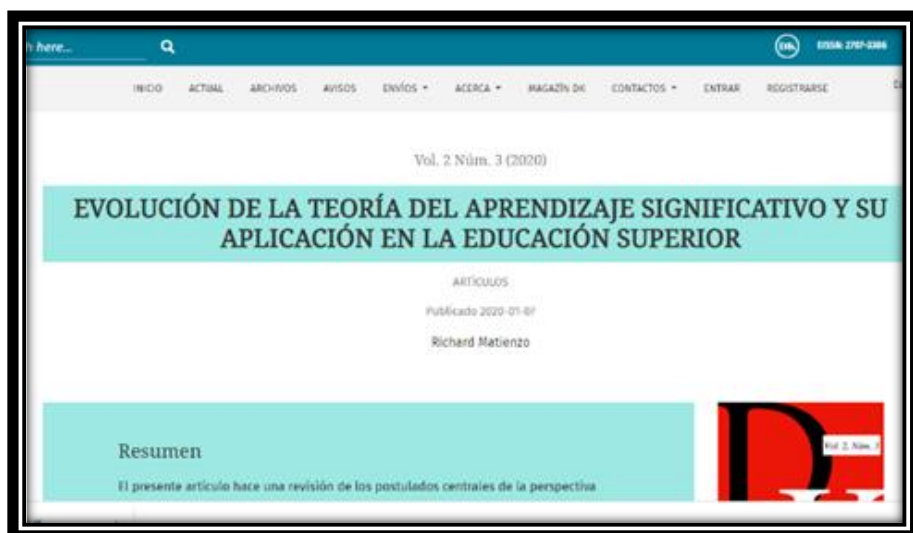 h here...
EISSN: 2707-3386
INICIO ACTUAL ARCHIVOS AVISOS ENVÍOS ACERCA MAGAZÍN DK CONTACTOS ENTRAR REGISTRARSE
Vol. 2 Núm. 3 (2020)
EVOLUCIÓN DE LA TEORÍA DEL APRENDIZAJE SIGNIFICATIVO Y SU
APLICACIÓN EN LA EDUCACIÓN SUPERIOR
ARTÍCULOS
Publicado 2020-01-07
Richard Matienzo
Resumen
El presente artículo hace una revisión de los postulados centrales de la perspectiva
Vol. 2, Núm. 3